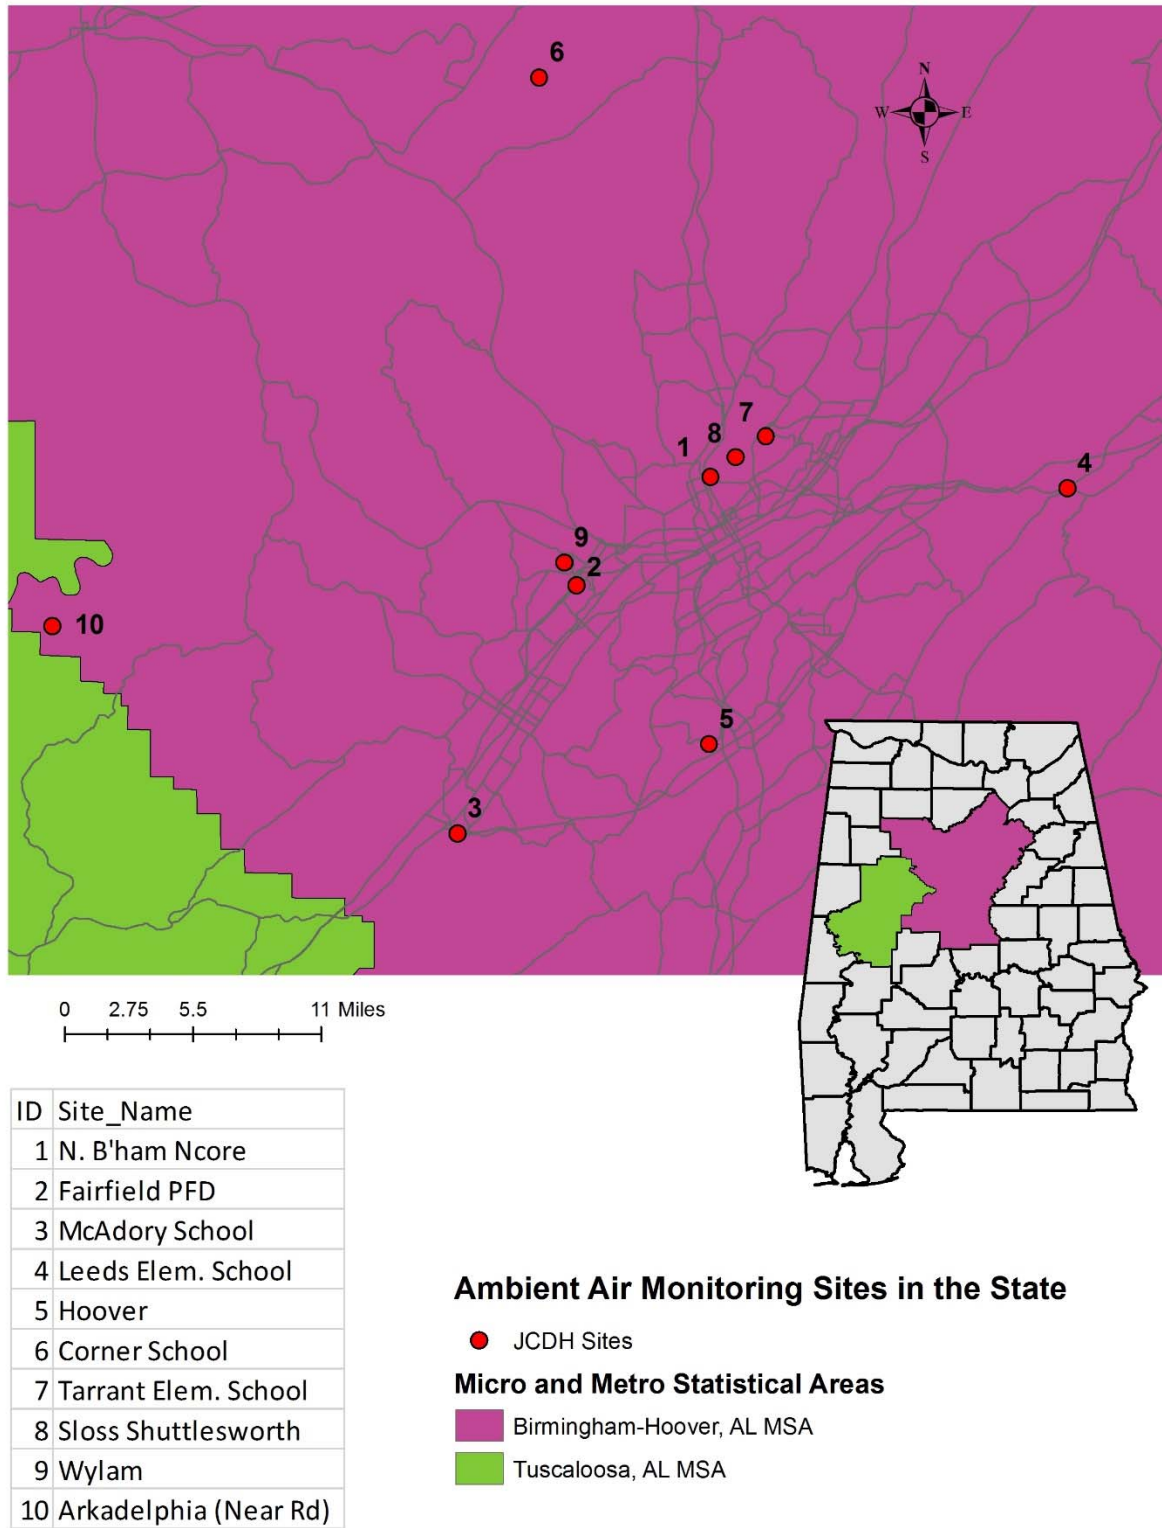 6
N
W E
S
7
8
1
4
9
2
10
5
3
0 2.75 5.5 11 Miles
ID Site_Name
1 N. B'ham Ncore
2 Fairfield PFD
3 McAdory School
4 Leeds Elem. School
5 Hoover
6 Corner School
7 Tarrant Elem. School
8 Sloss Shuttlesworth
9 Wylam
10 Arkadelphia (Near Rd)
Ambient Air Monitoring Sites in the State
JCDH Sites
Micro and Metro Statistical Areas
Birmingham-Hoover, AL MSA
Tuscaloosa, AL MSA